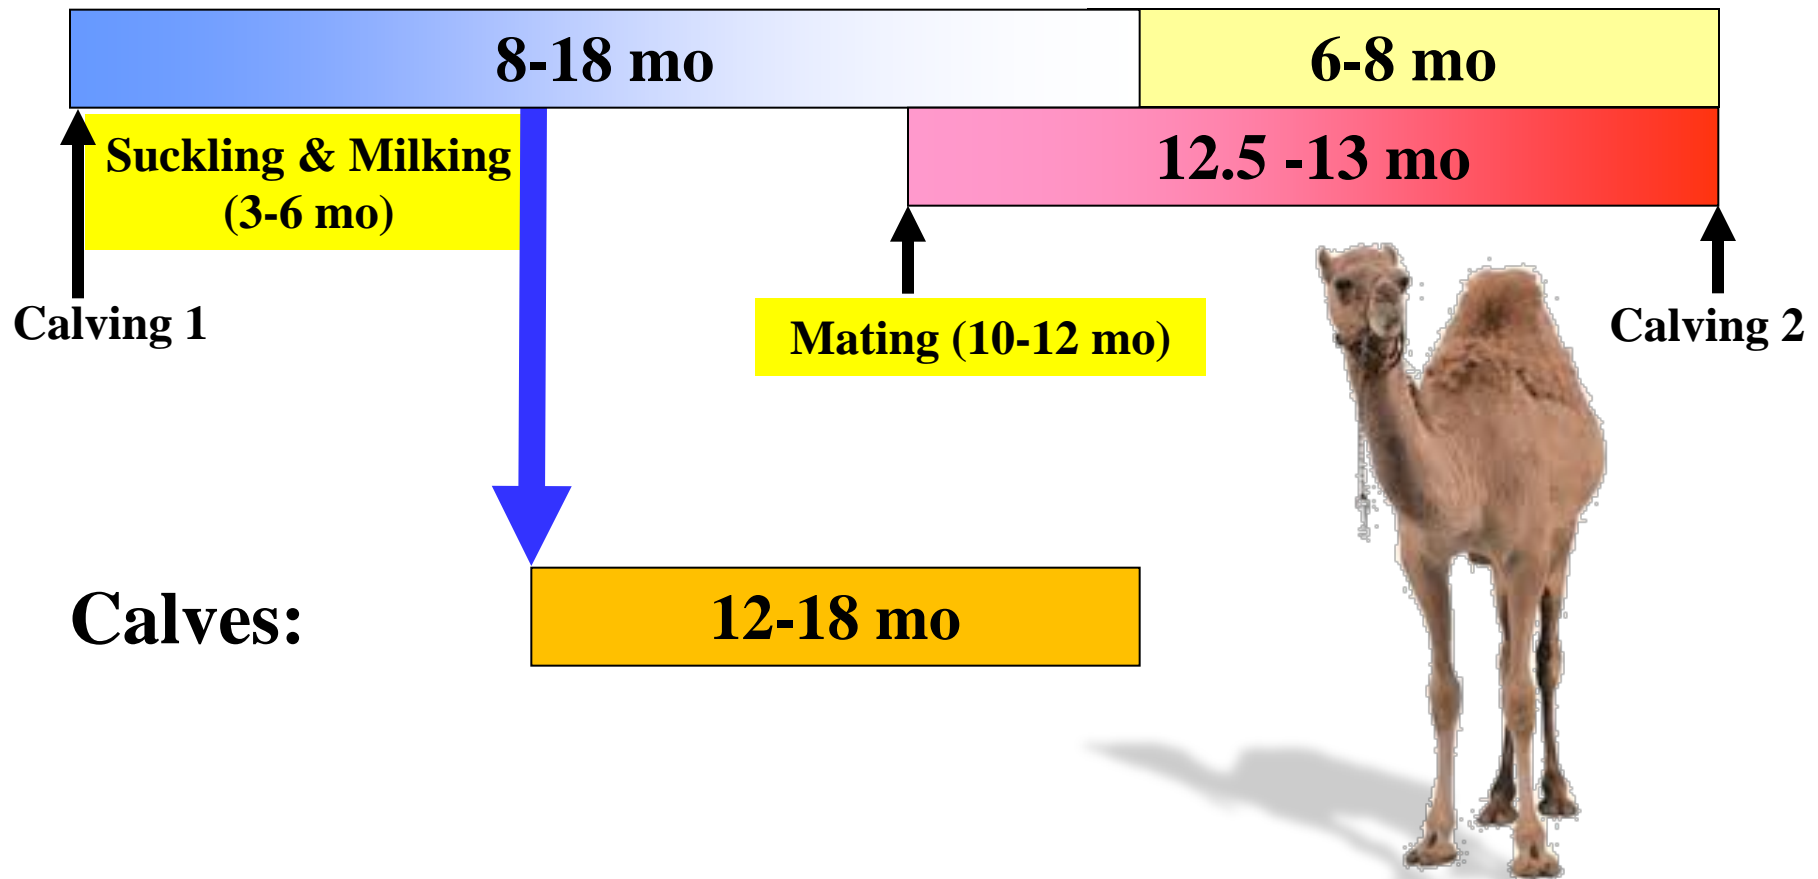 8-18 mo
6-8 mo
12.5 -13 mo
Suckling & Milking
(3-6 mo)
Calving 1
Mating (10-12 mo)
Calving 2
Calves:
12-18 mo